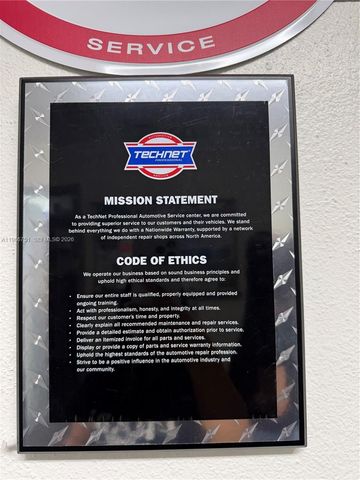 SERVICE
TECHNET
PROFESSIONAL
MISSION STATEMENT
As a TechNet Professional Automotive Service center, we are committed
to providing superior service to our customers and their vehicles. We stand
behind everything we do with a Nationwide Warranty, supported by a network
of independent repair shops across North America.
CODE OF ETHICS
We operate our business based on sound business principles and
uphold high ethical standards and therefore agree to:
• Ensure our entire staff is qualified, properly equipped and provided
ongoing training.
• Act with professionalism, honesty, and integrity at all times.
• Respect our customer's time and property.
• Clearly explain all recommended maintenance and repair services.
• Provide a detailed estimate and obtain authorization prior to service.
• Deliver an itemized invoice for all parts and services.
• Display or provide a copy of parts and service warranty information.
• Uphold the highest standards of the automotive repair profession.
• Strive to be a positive influence in the automotive industry and
our community.